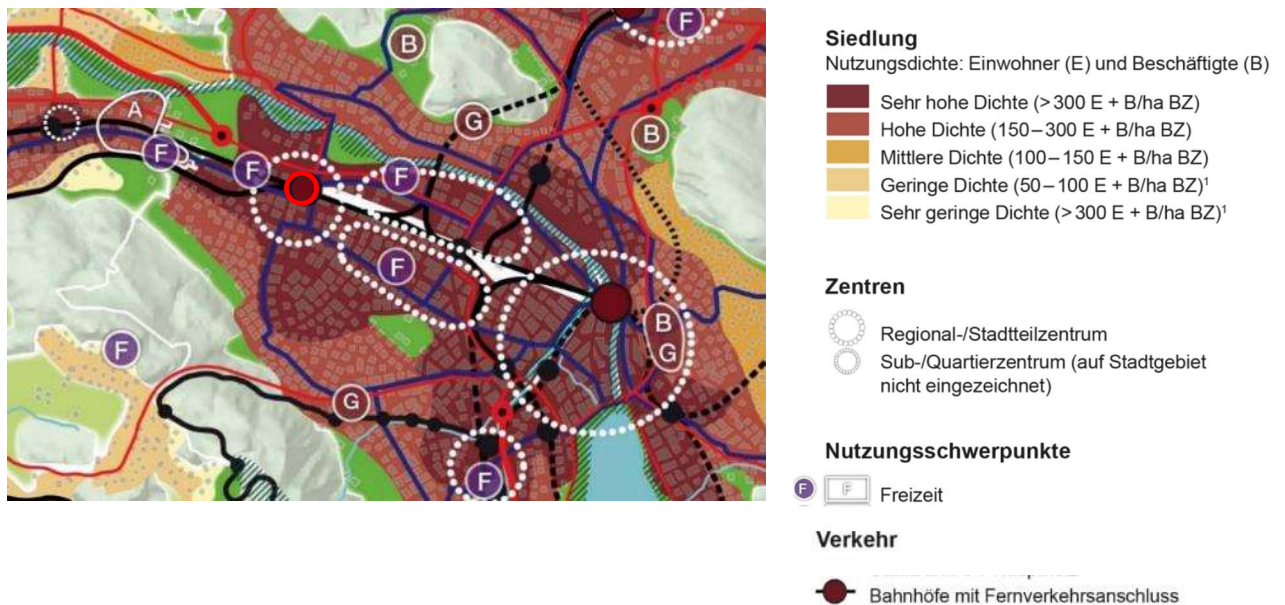 F
B
F
A
G
B
F
F
F
F
F
B
G
G
F
Siedlung
Nutzungsdichte: Einwohner (E) und Beschäftigte (B)
Sehr hohe Dichte (> 300 E + B/ha BZ)
Hohe Dichte (150–300 E + B/ha BZ)
Mittlere Dichte (100–150 E + B/ha BZ)
Geringe Dichte (50–100 E + B/ha BZ)¹
Sehr geringe Dichte (> 300 E + B/ha BZ)¹
Zentren
Regional-/Stadtteilzentrum
Sub-/Quartierzentrum (auf Stadtgebiet
nicht eingezeichnet)
Nutzungsschwerpunkte
F F Freizeit
Verkehr
Bahnhöfe mit Fernverkehrsanschluss